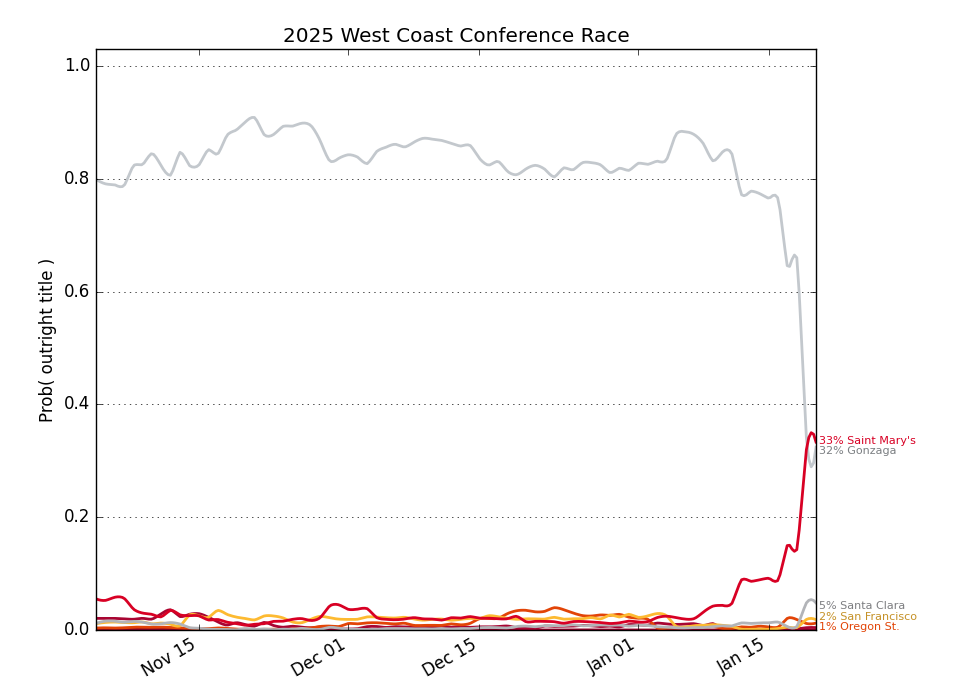 2025 West Coast Conference Race
Prob( outright title )
1.0
0.8
0.6
0.4
0.2
0.0
33% Saint Mary's
32% Gonzaga
5% Santa Clara
2% San Francisco
1% Oregon St.
Nov 15
Dec 01
Dec 15
Jan 01
Jan 15